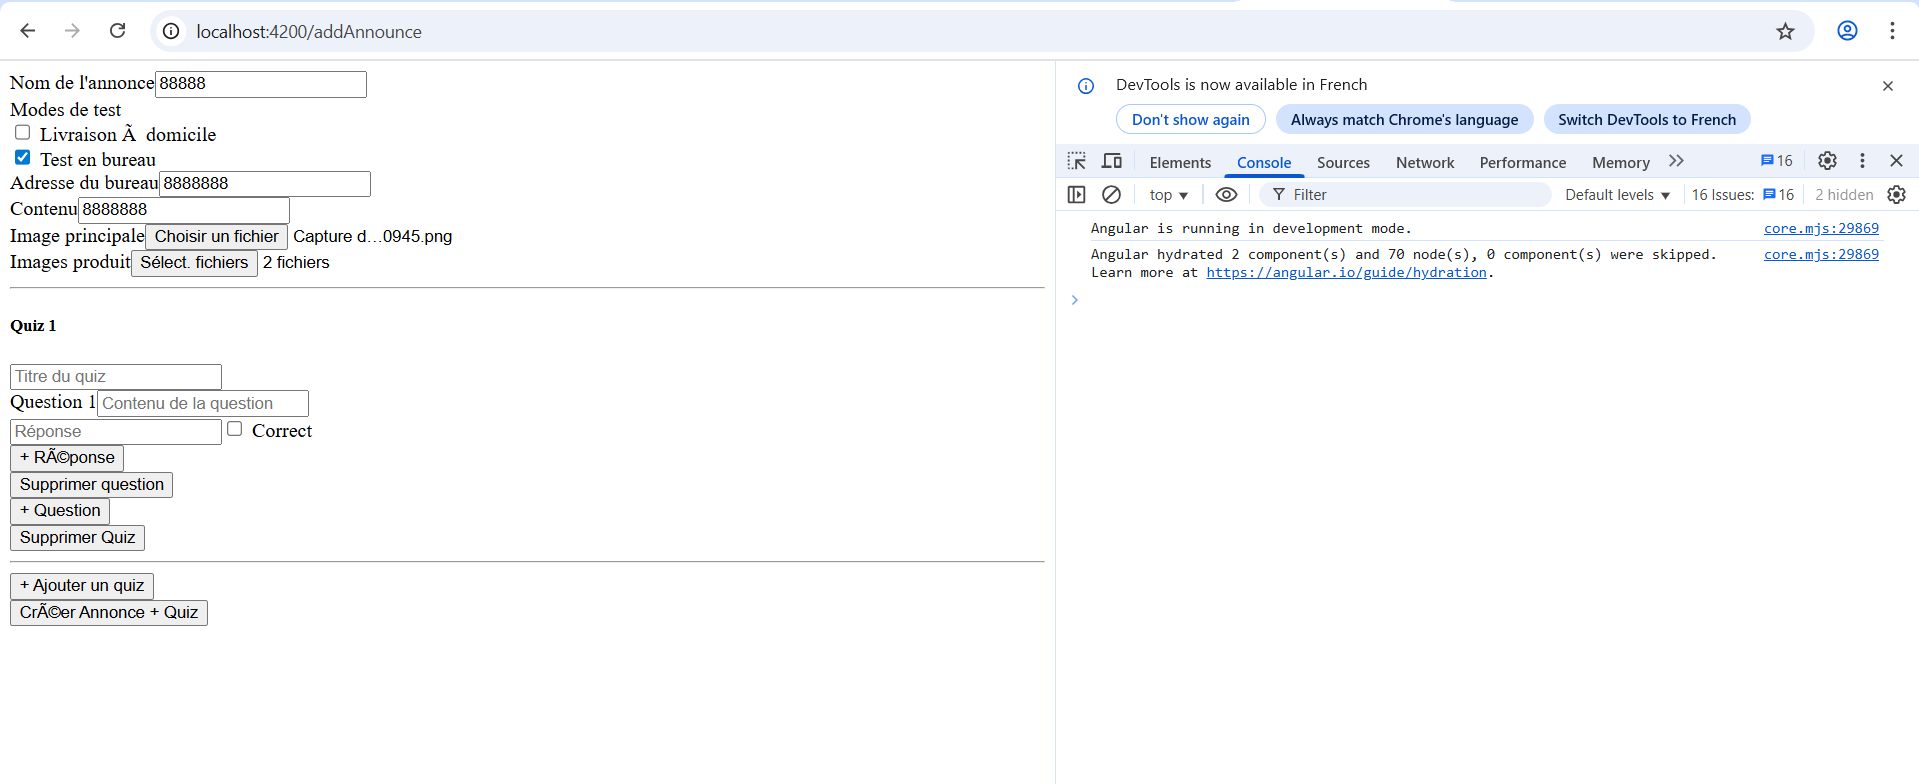 localhost:4200/addAnnounce
Nom de l'annonce 88888
Modes de test
Livraison Ã  domicile
Test en bureau
Adresse du bureau 8888888
Contenu 8888888
Image principale Choisir un fichier Capture d…0945.png
Images produit Sélect. fichiers 2 fichiers
Quiz 1
Titre du quiz
Question 1 Contenu de la question
Réponse Correct
+ RÃ©ponse
Supprimer question
+ Question
Supprimer Quiz
+ Ajouter un quiz
CrÃ©er Annonce + Quiz
DevTools is now available in French
Don't show again Always match Chrome's language Switch DevTools to French
Elements Console Sources Network Performance Memory 16
top Filter Default levels 16 Issues: 16 2 hidden
Angular is running in development mode. core.mjs:29869
Angular hydrated 2 component(s) and 70 node(s), 0 component(s) were skipped. core.mjs:29869
Learn more at https://angular.io/guide/hydration.